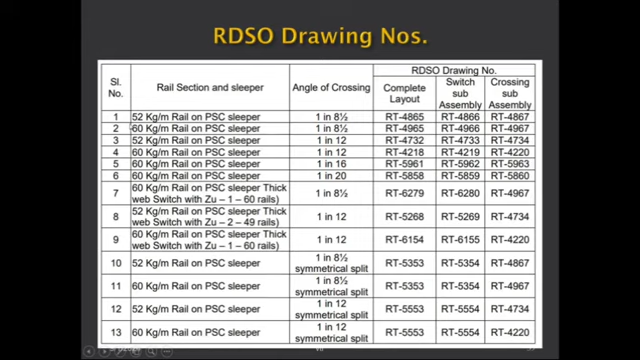 RDSO Drawing Nos.
Sl. No. Rail Section and sleeper Angle of Crossing RDSO Drawing No.
Complete Layout Switch sub Assembly Crossing sub Assembly
1 52 Kg/m Rail on PSC sleeper 1 in 8½ RT-4865 RT-4866 RT-4867
2 60 Kg/m Rail on PSC sleeper 1 in 8½ RT-4965 RT-4966 RT-4967
3 52 Kg/m Rail on PSC sleeper 1 in 12 RT-4732 RT-4733 RT-4734
4 60 Kg/m Rail on PSC sleeper 1 in 12 RT-4218 RT-4219 RT-4220
5 60 Kg/m Rail on PSC sleeper 1 in 16 RT-5961 RT-5962 RT-5963
6 60 Kg/m Rail on PSC sleeper 1 in 20 RT-5858 RT-5859 RT-5860
7 60 Kg/m Rail on PSC sleeper Thick web Switch with Zu – 1 – 60 rails) 1 in 8½ RT-6279 RT-6280 RT-4967
8 52 Kg/m Rail on PSC sleeper Thick web Switch with Zu – 2 – 49 rails) 1 in 12 RT-5268 RT-5269 RT-4734
9 60 Kg/m Rail on PSC sleeper Thick web Switch with Zu – 1 – 60 rails) 1 in 12 RT-6154 RT-6155 RT-4220
10 52 Kg/m Rail on PSC sleeper 1 in 8½ symmetrical split RT-5353 RT-5354 RT-4867
11 60 Kg/m Rail on PSC sleeper 1 in 8½ symmetrical split RT-5353 RT-5354 RT-4967
12 52 Kg/m Rail on PSC sleeper 1 in 12 symmetrical split RT-5553 RT-5554 RT-4734
13 60 Kg/m Rail on PSC sleeper 1 in 12 symmetrical split RT-5553 RT-5554 RT-4220